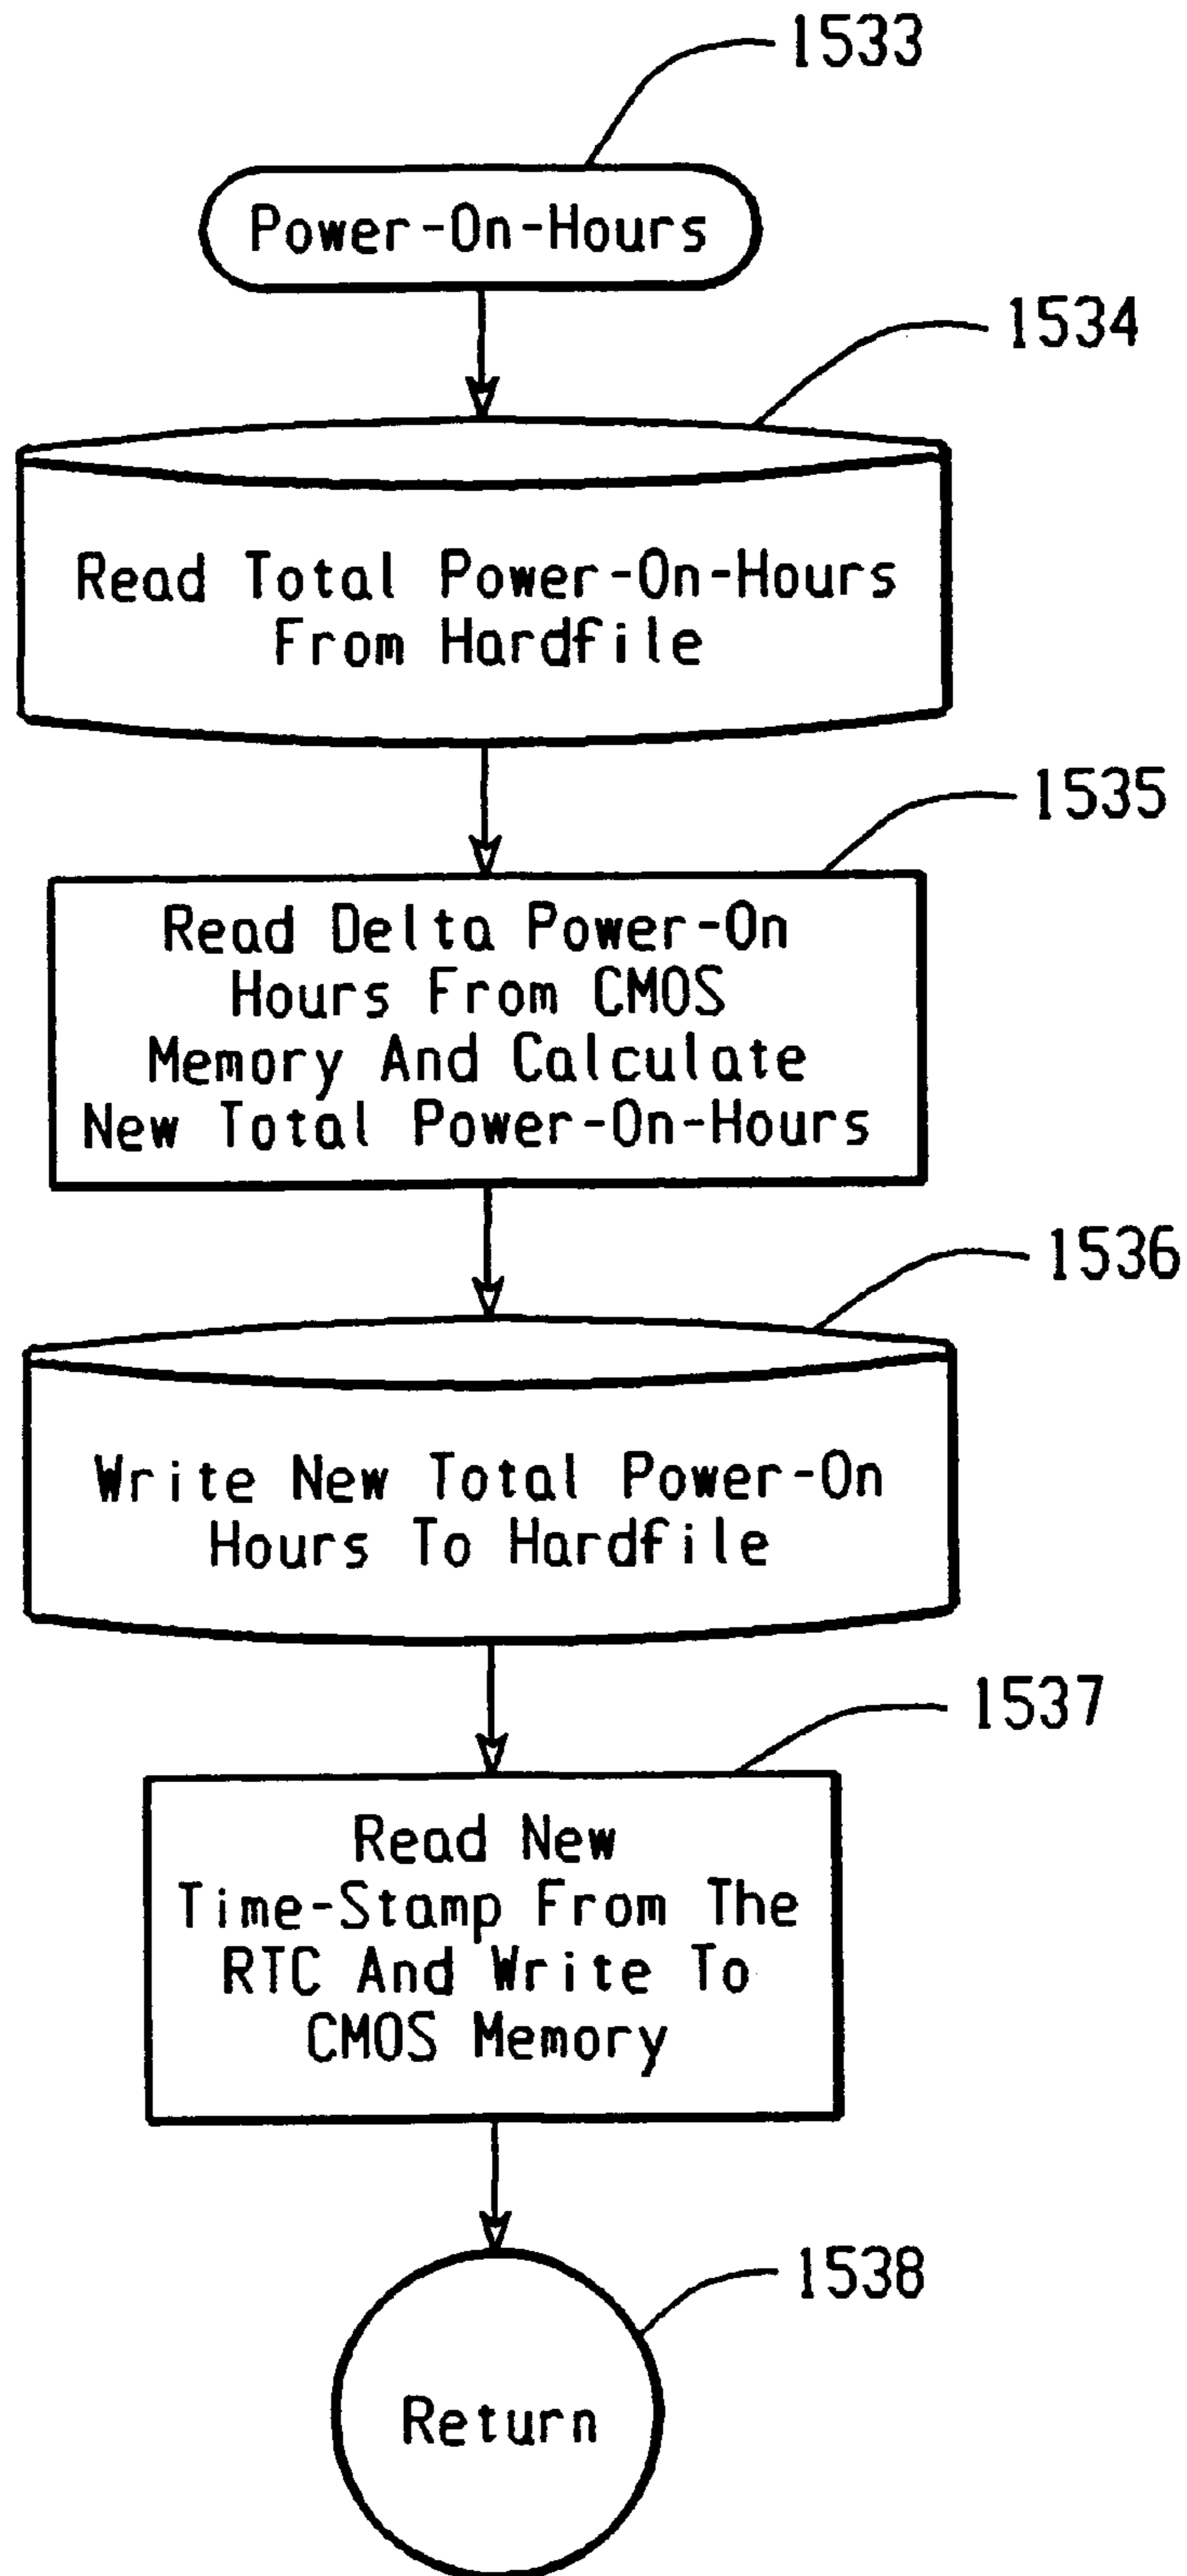 1533
Power-On-Hours
1534
Read Total Power-On-Hours
From Hardfile
1535
Read Delta Power-On
Hours From CMOS
Memory And Calculate
New Total Power-On-Hours
1536
Write New Total Power-On
Hours To Hardfile
1537
Read New
Time-Stamp From The
RTC And Write To
CMOS Memory
1538
Return